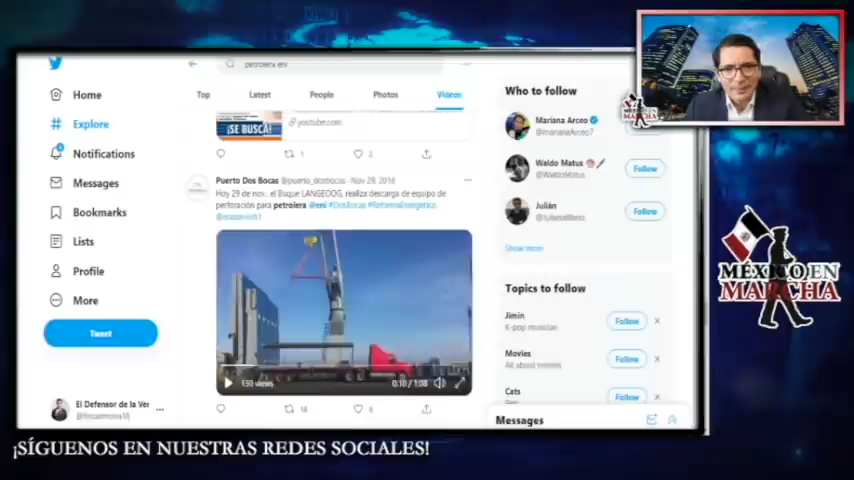 petrolera eni
Home
Explore
Notifications
Messages
Bookmarks
Lists
Profile
More
Tweet
El Defensor de la Ver
Top Latest People Photos Videos
¡SE BUSCA!
youtube.com
1 2
Puerto Dos Bocas @puerto_dosbocas · Nov 29, 2018
Hoy 29 de nov., el Buque LANGEOOG, realiza descarga de equipo de
perforación para petrolera @eni #DosBocas #ReformaEnergética,
130 views 0:10 / 1:08
18 8
Who to follow
Mariana Arceo
@marianaArceo7
Waldo Matus
@WaldoMatus
Follow
Julián
Follow
Show more
Topics to follow
Jimin
K-pop musician
Follow
Movies
All about movies
Follow
Cats
Follow
Messages
MÉXICO EN
MARCHA
MÉXICO EN
MARCHA
¡SÍGUENOS EN NUESTRAS REDES SOCIALES!